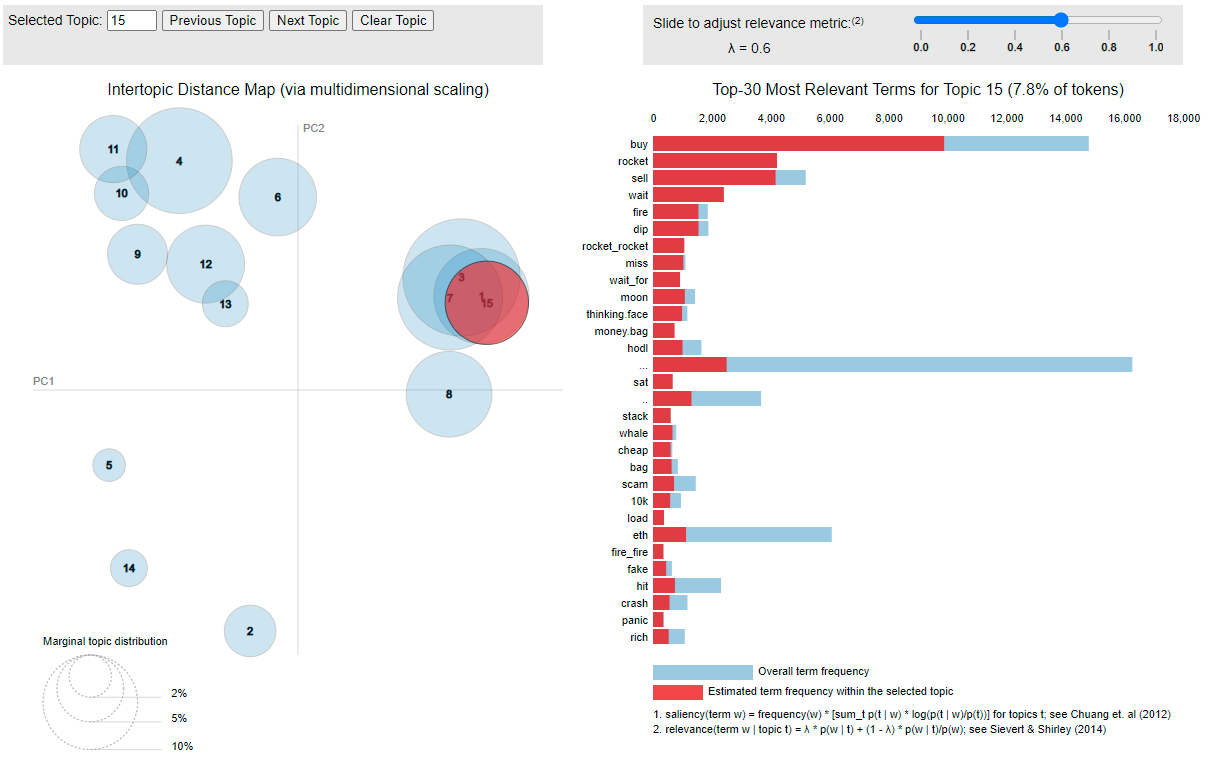 Selected Topic: 15 Previous Topic Next Topic Clear Topic
Slide to adjust relevance metric:(2)
λ = 0.6
0.0 0.2 0.4 0.6 0.8 1.0
Intertopic Distance Map (via multidimensional scaling)
PC2
PC1
11
4
10
6
9
12
13
3
7
1
15
8
5
14
2
Marginal topic distribution
2%
5%
10%
Top-30 Most Relevant Terms for Topic 15 (7.8% of tokens)
0 2,000 4,000 6,000 8,000 10,000 12,000 14,000 16,000 18,000
buy
rocket
sell
wait
fire
dip
rocket_rocket
miss
wait_for
moon
thinking.face
money.bag
hodl
...
sat
..
stack
whale
cheap
bag
scam
10k
load
eth
fire_fire
fake
hit
crash
panic
rich
Overall term frequency
Estimated term frequency within the selected topic
1. saliency(term w) = frequency(w) * [sum_t p(t | w) * log(p(t | w)/p(t))] for topics t; see Chuang et. al (2012)
2. relevance(term w | topic t) = λ * p(w | t) + (1 - λ) * p(w | t)/p(w); see Sievert & Shirley (2014)